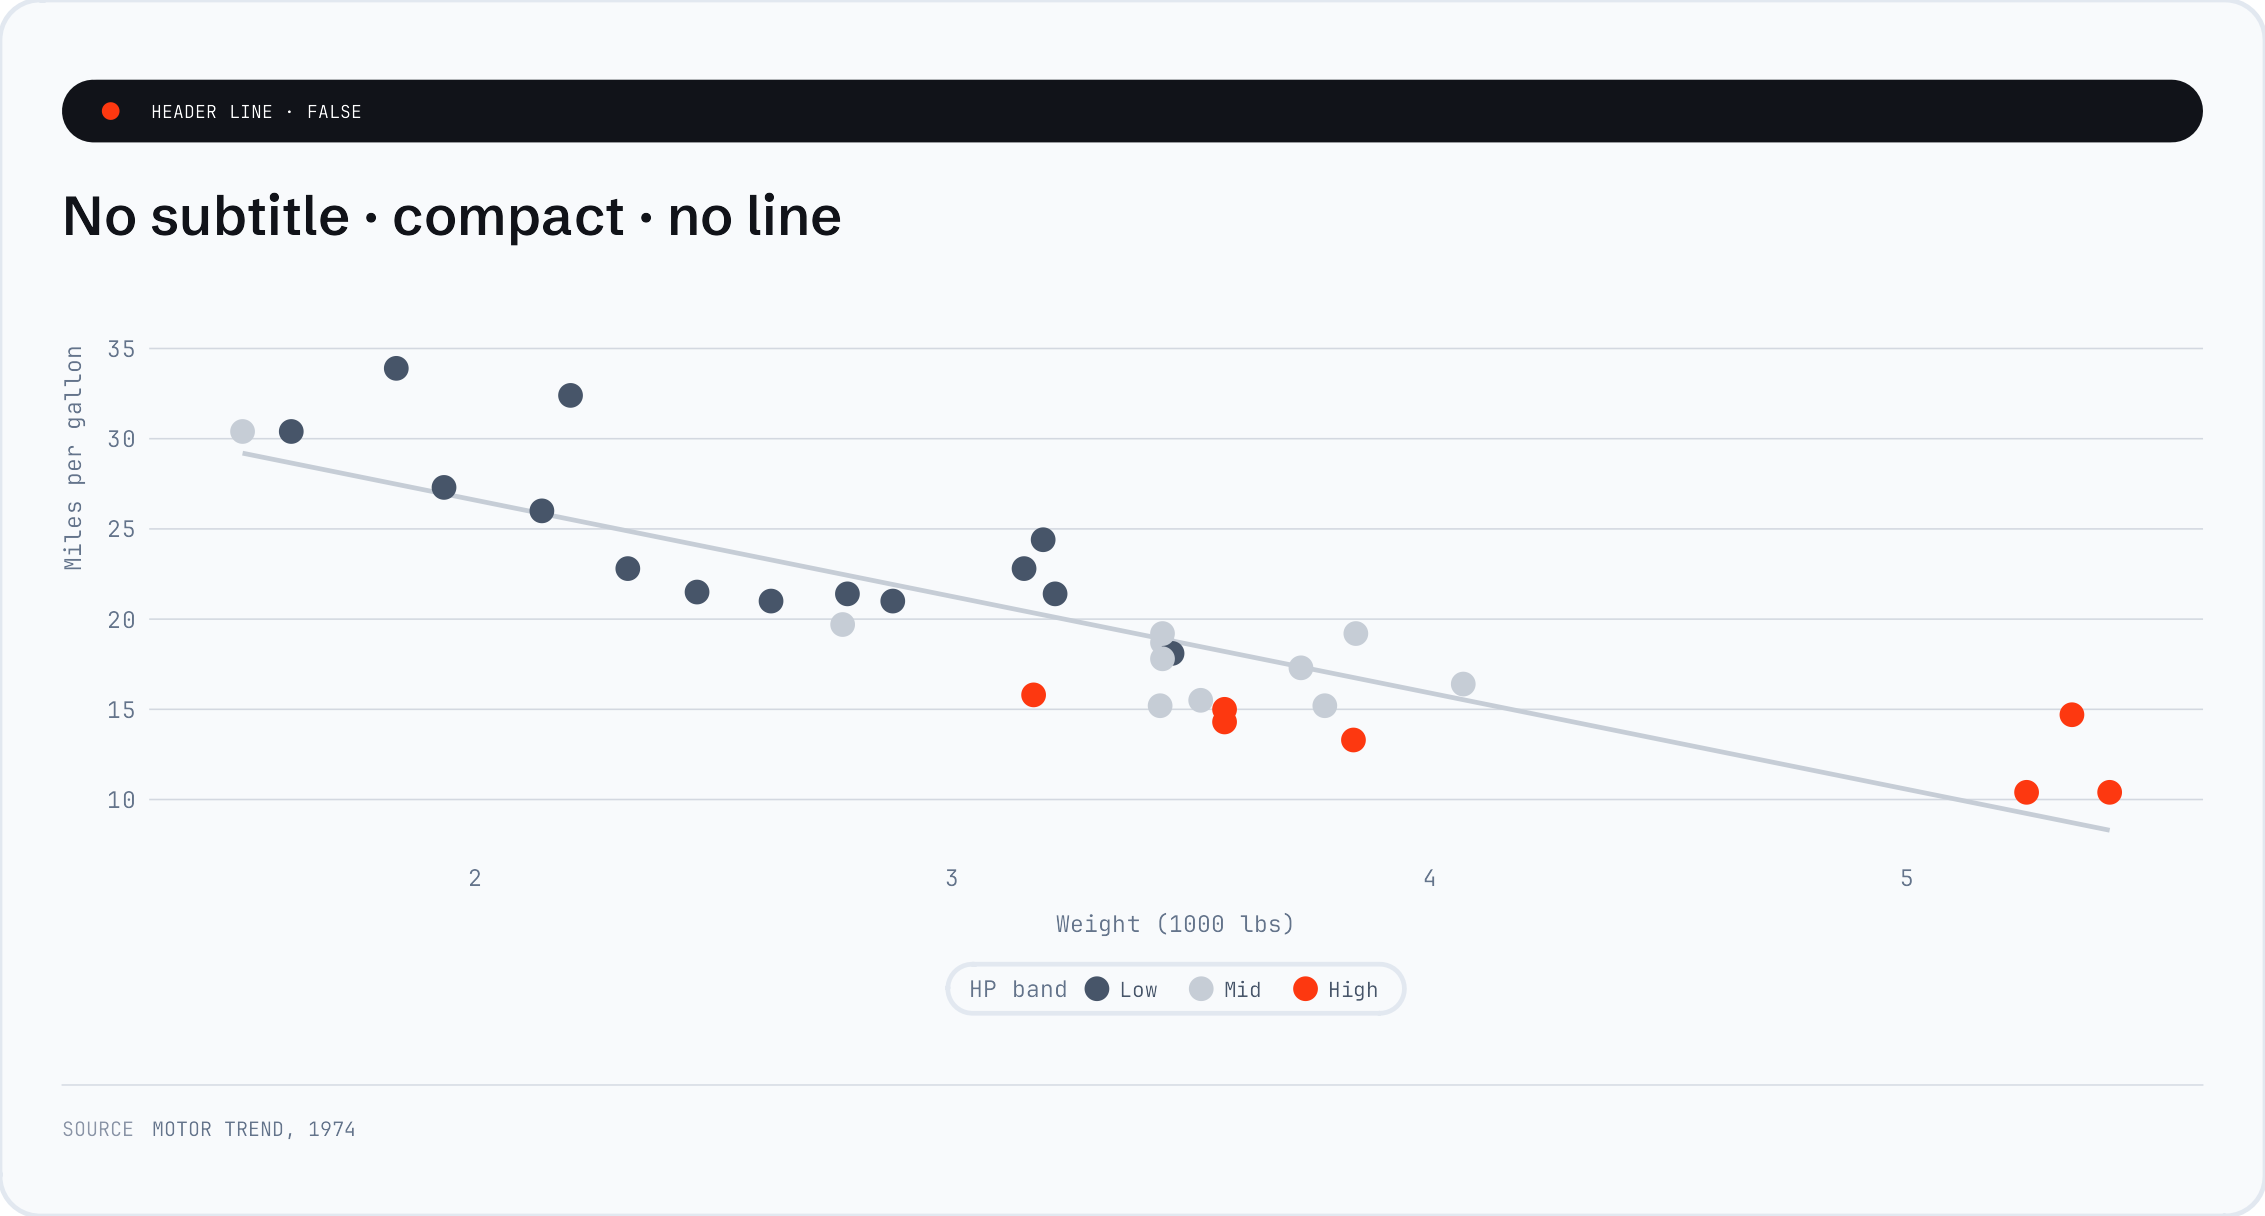 HEADER LINE · FALSE
No subtitle · compact · no line
Miles per gallon
35
30
25
20
15
10
2 3 4 5
Weight (1000 lbs)
HP band Low Mid High
SOURCE MOTOR TREND, 1974